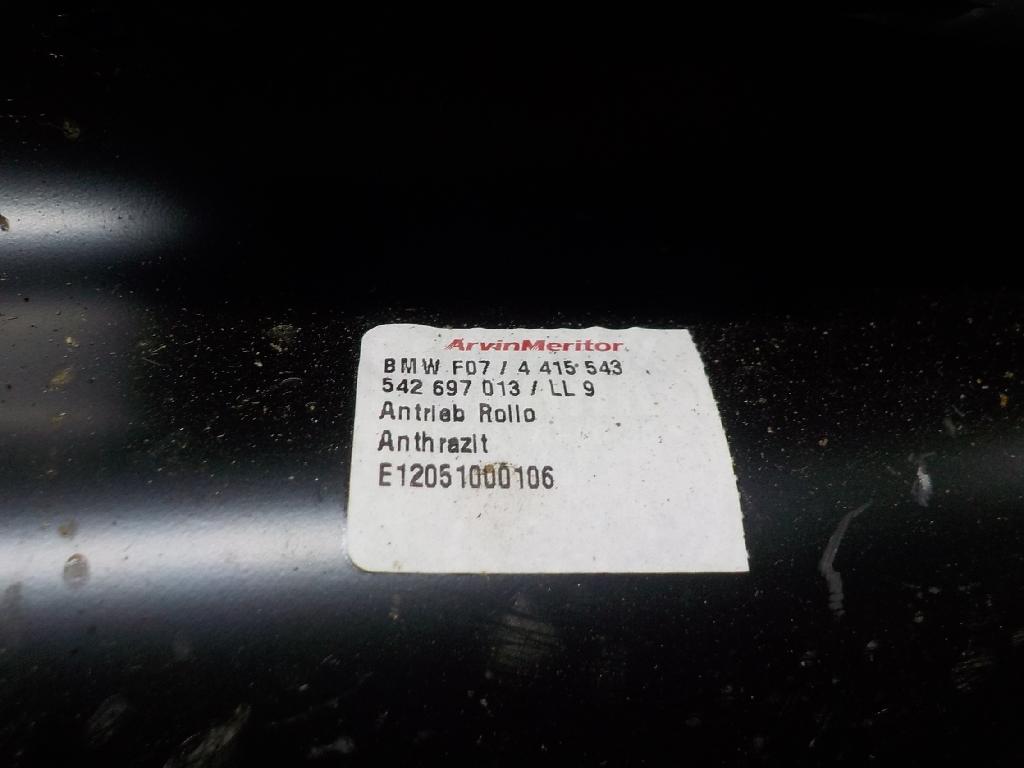 ArvinMeritor
BMW F07 / 4 415 543
542 697 013 / LL 9
Antrieb Rollo
Anthrazit
E12051000106